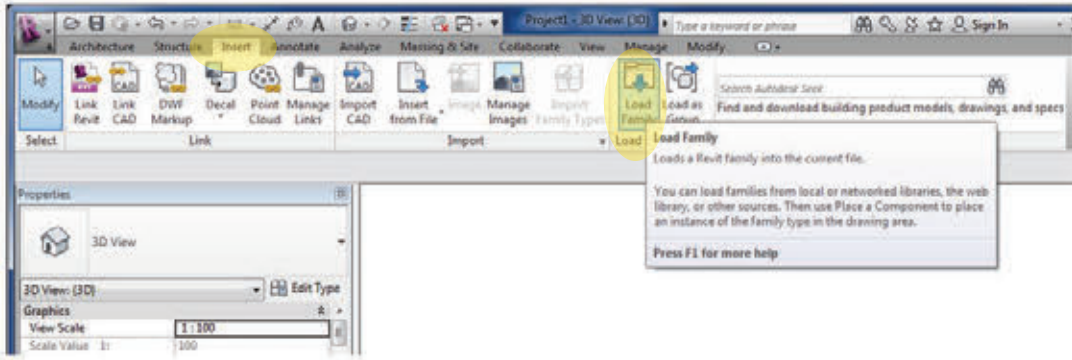 Project1 - 3D View: {3D}
Type a keyword or phrase
Sign In
Architecture Structure Insert Annotate Analyze Massing & Site Collaborate View Manage Modify
Modify
Link Revit
Link CAD
DWF Markup
Decal
Point Cloud
Manage Links
Import CAD
Insert from File
Image
Manage Images
Import Family Types
Load Family
Load as Group
Search Autodesk Seek
Find and download building product models, drawings, and specs
Select Link Import Load
Load Family
Loads a Revit family into the current file.
You can load families from local or networked libraries, the web
library, or other sources. Then use Place a Component to place
an instance of the family type in the drawing area.
Press F1 for more help
Properties
3D View
3D View: {3D} Edit Type
Graphics
View Scale 1 : 100
Scale Value 1: 100